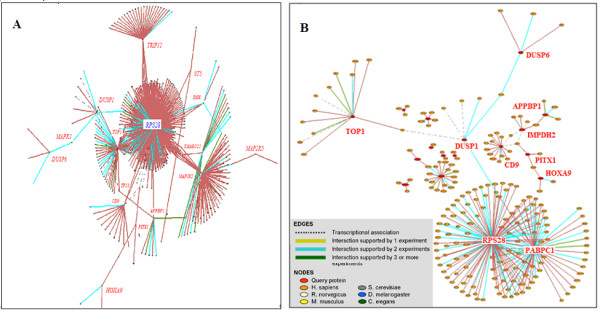 A
TRIP12
ST5
DUSP1
RPS28
MAPK1
DUSP6
MAPK3
CD9
APPBP1
PITX1
HOXA9
B
DUSP6
APPBP1
TOP1
IMPDH2
DUSP1
PITX1
CD9
HOXA9
RPS28
PABPC1
EDGES
Transcriptional association
Interaction supported by 1 experiment
Interaction supported by 2 experiments
Interaction supported by 3 or more
experiments
NODES
Query protein
H. sapiens
R. norvegicus
M. musculus
S. cerevisiae
D. melanogaster
C. elegans